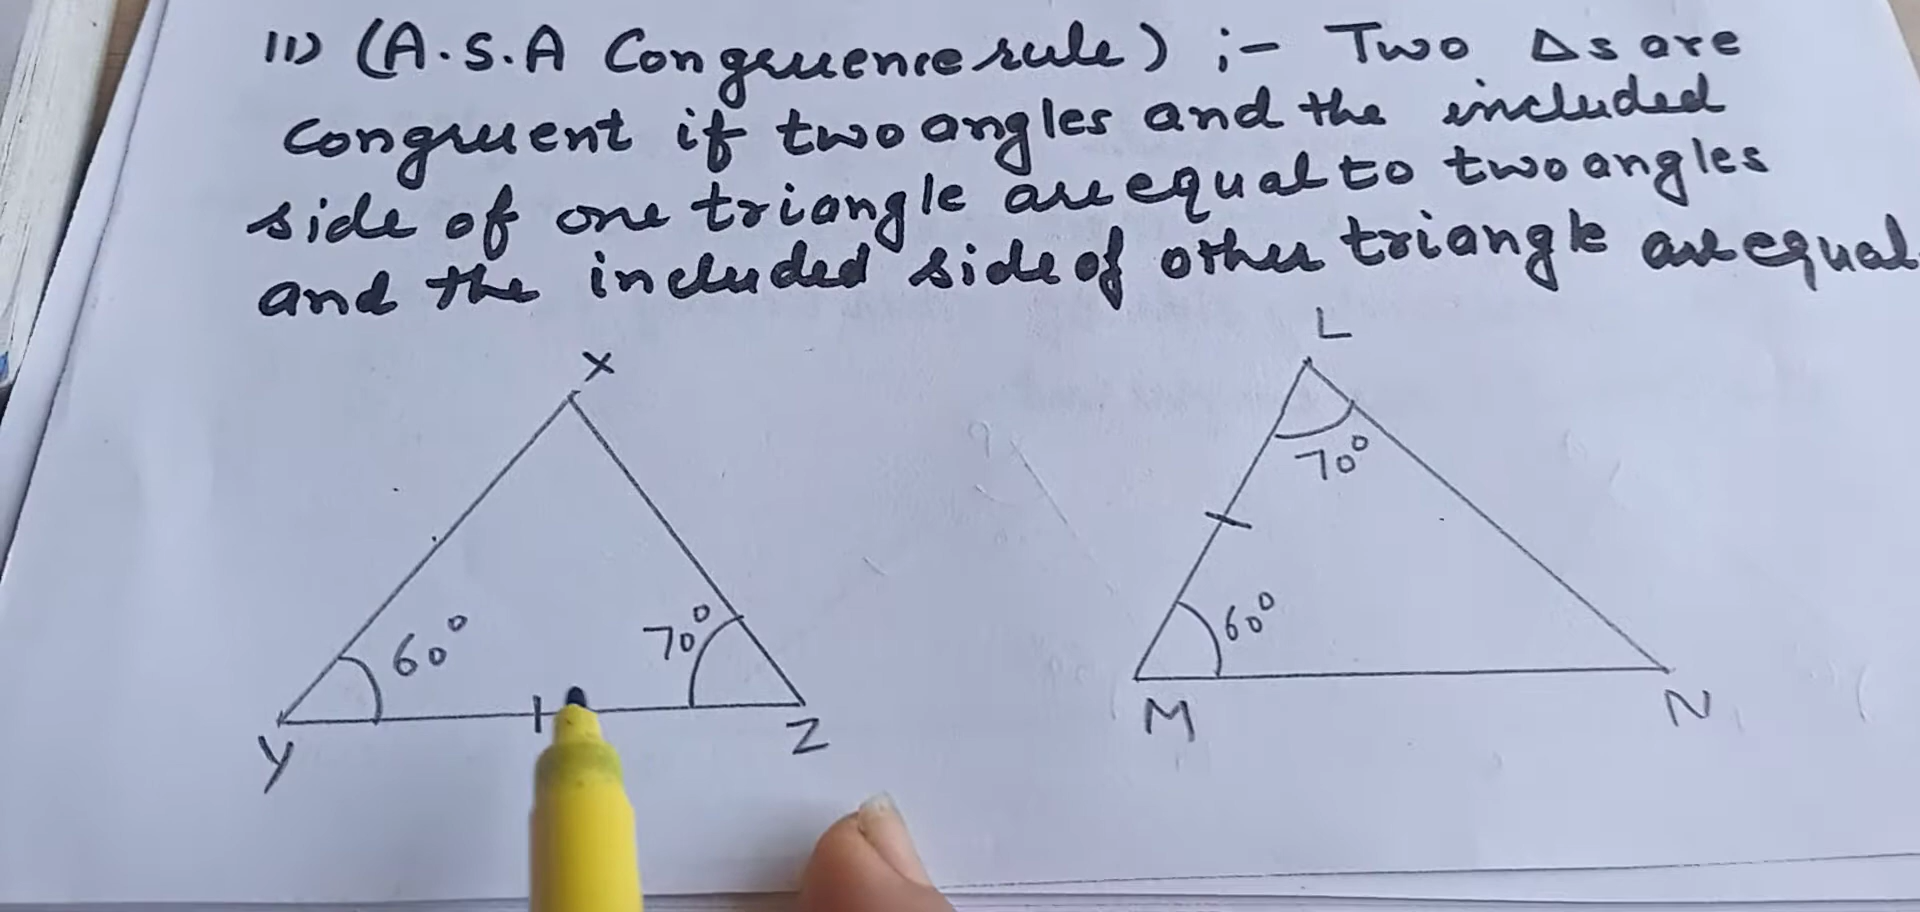 11) (A.S.A Congruence rule) ;- Two Δs are
congruent if two angles and the included
side of one triangle are equal to two angles
and the included side of other triangle are equal.
L
X
70°
60°
70°
60°
Y
Z
M
N